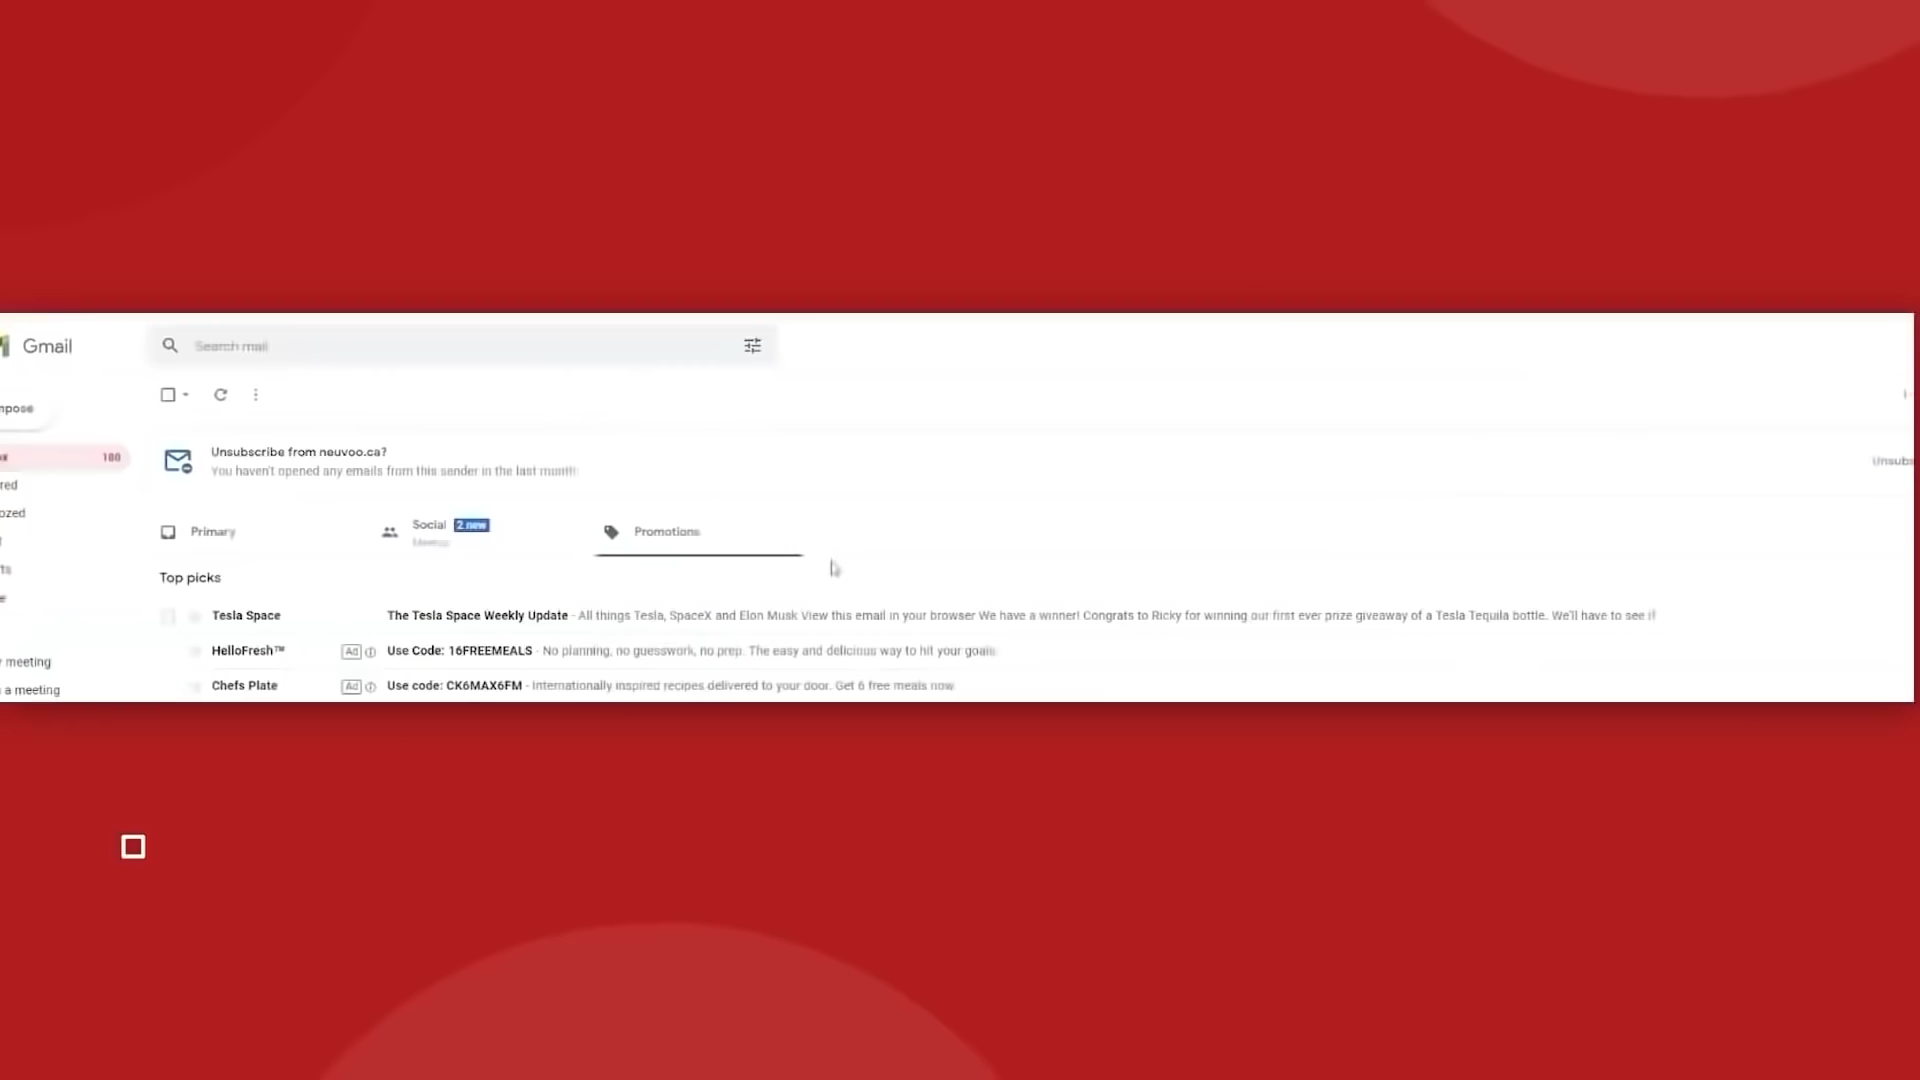 Gmail
Search mail
mpose
180
Unsubscribe from neuvoo.ca?
You haven't opened any emails from this sender in the last month
Unsubs
red
ozed
Primary
Social 2 new
Promotions
ts
Top picks
Tesla Space The Tesla Space Weekly Update - All things Tesla, SpaceX and Elon Musk View this email in your browser We have a winner! Congrats to Ricky for winning our first ever prize giveaway of a Tesla Tequila bottle. We'll have to see if
HelloFresh™ Ad Use Code: 16FREEMEALS - No planning, no guesswork, no prep. The easy and delicious way to hit your goals
meeting
Chefs Plate Ad Use code: CK6MAX6FM - Internationally inspired recipes delivered to your door. Get 6 free meals now
a meeting